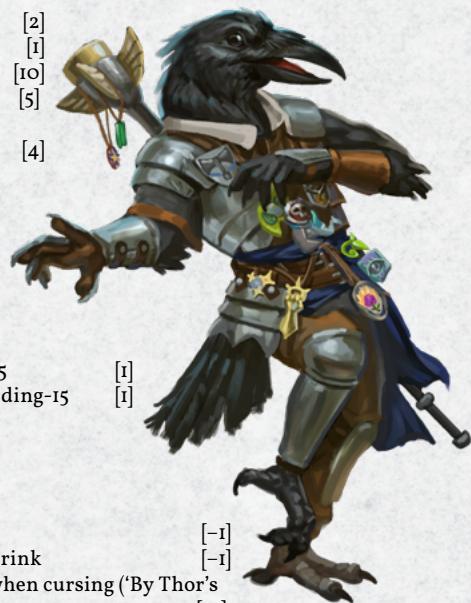 [2]
[1]
[10]
[5]
[4]
5 [1]
ding-15 [1]
[–1]
rink [–1]
when cursing (‘By Thor’s